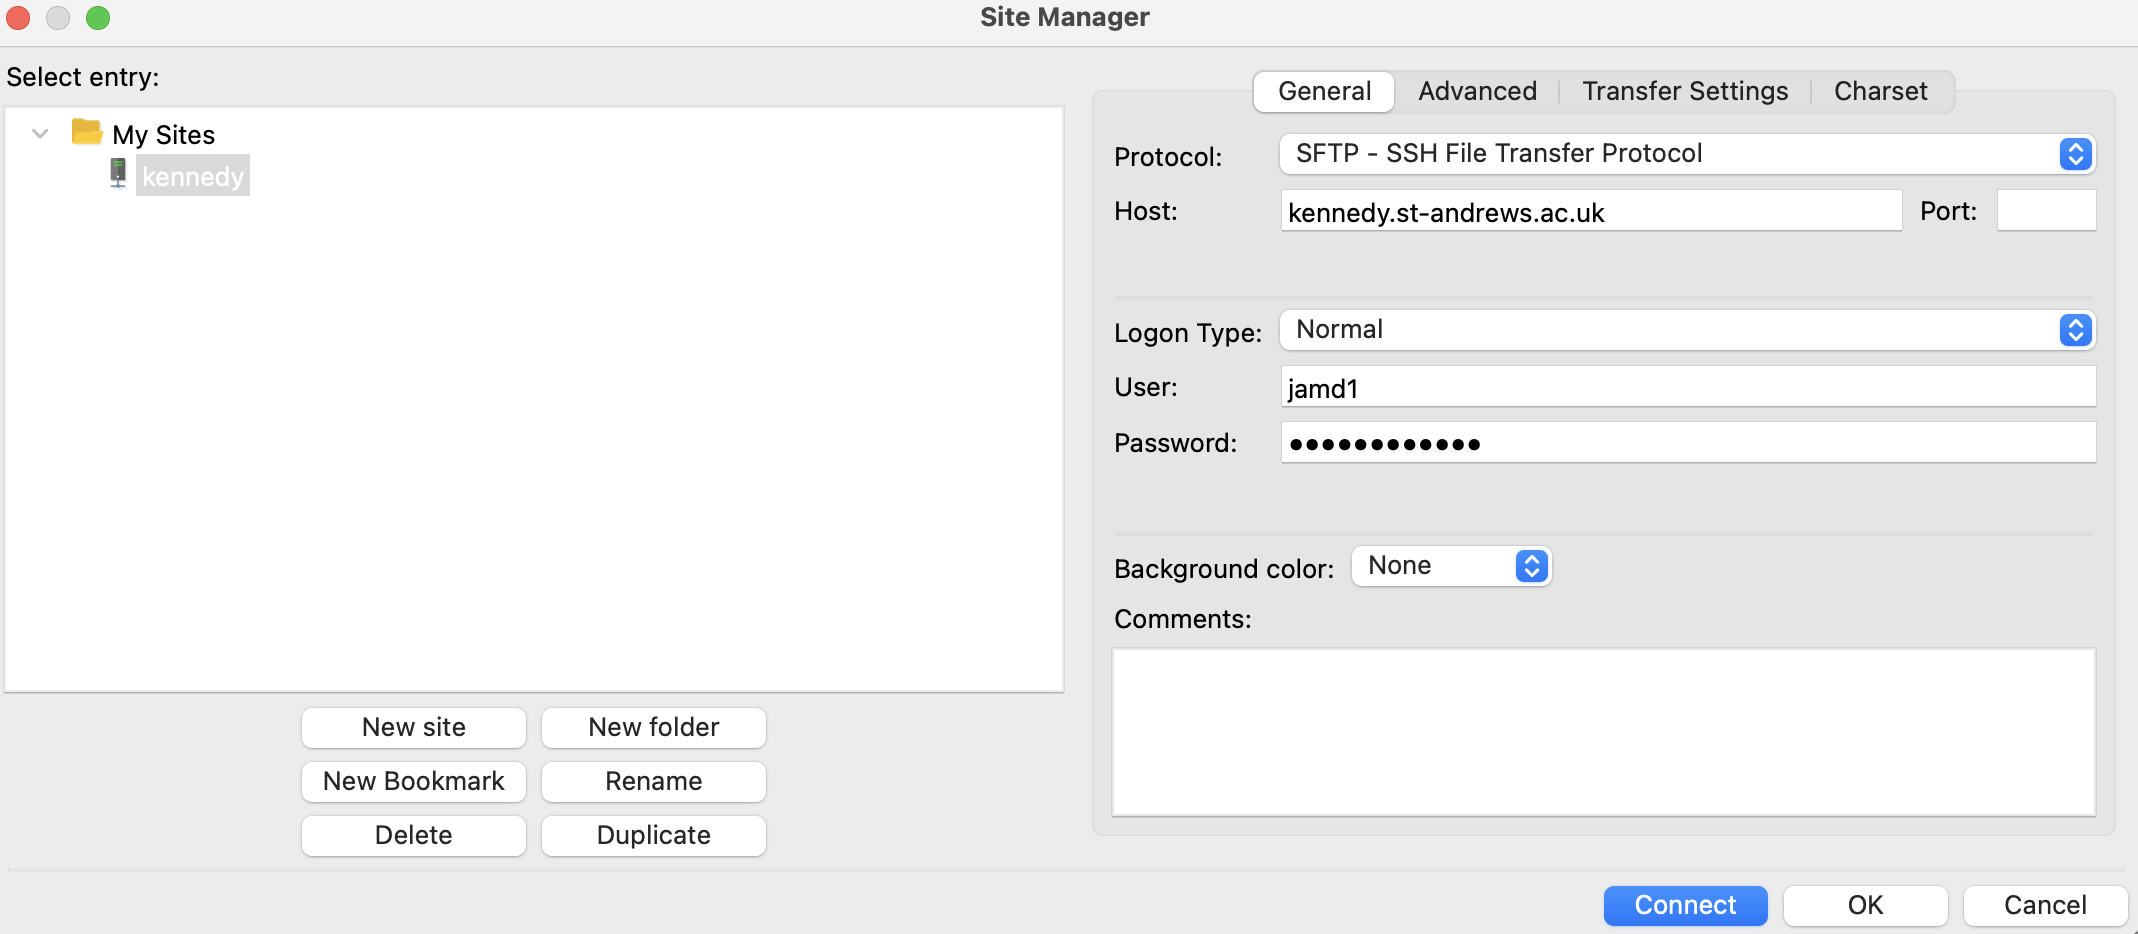 Site Manager
Select entry:
My Sites
kennedy
New site
New folder
New Bookmark
Rename
Delete
Duplicate
General
Advanced
Transfer Settings
Charset
Protocol:
SFTP - SSH File Transfer Protocol
Host:
kennedy.st-andrews.ac.uk
Port:
Logon Type:
Normal
User:
jamd1
Password:
●●●●●●●●●●●●
Background color:
None
Comments:
Connect
OK
Cancel